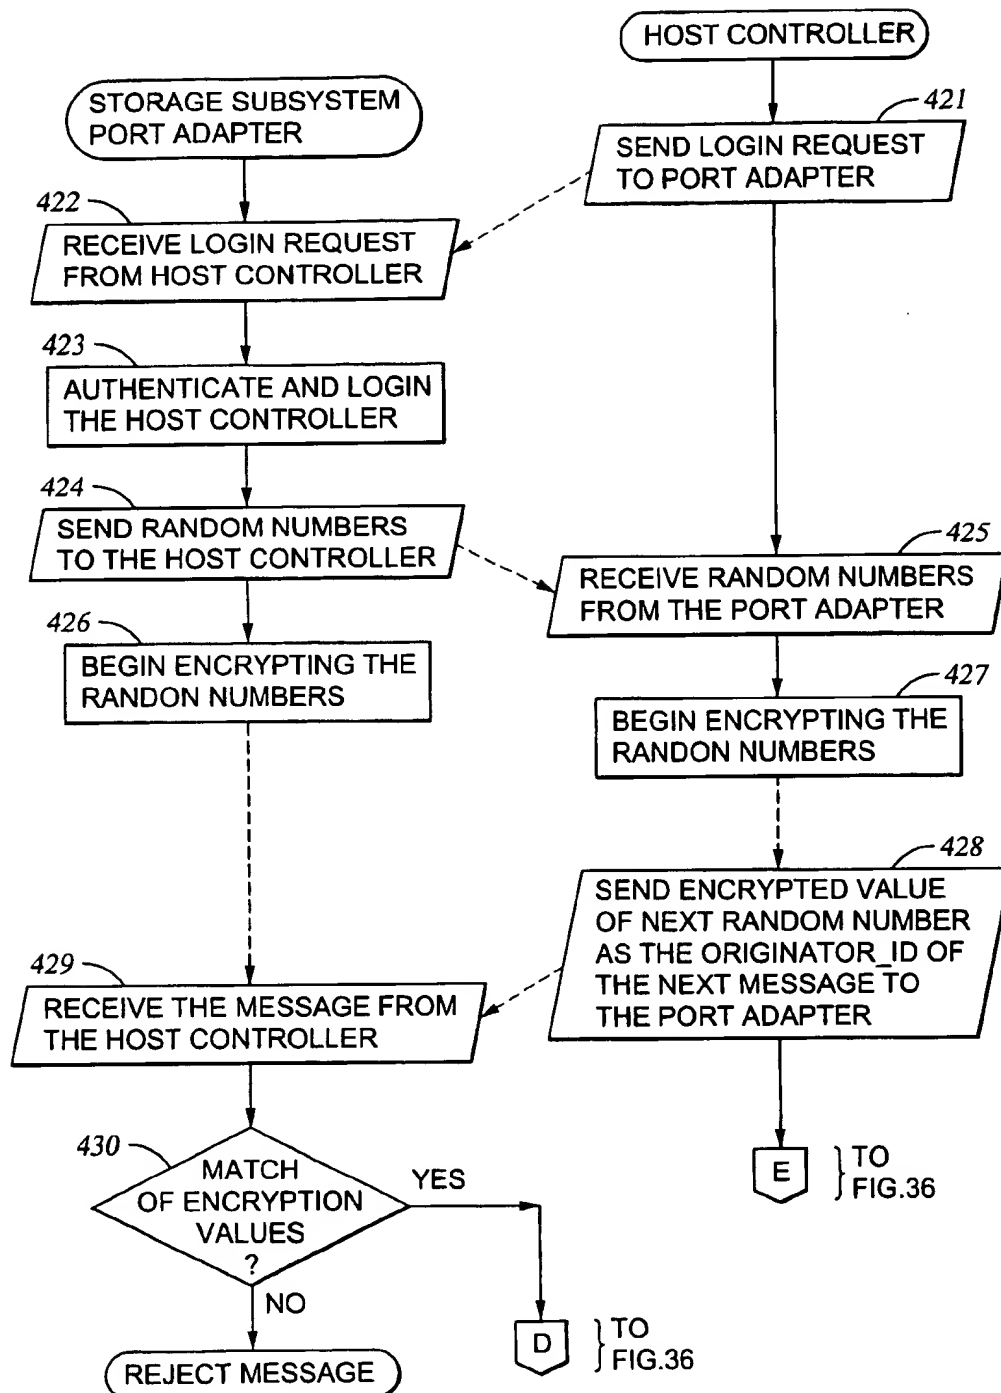 HOST CONTROLLER
STORAGE SUBSYSTEM
PORT ADAPTER
421
SEND LOGIN REQUEST
TO PORT ADAPTER
422
RECEIVE LOGIN REQUEST
FROM HOST CONTROLLER
423
AUTHENTICATE AND LOGIN
THE HOST CONTROLLER
424
SEND RANDOM NUMBERS
TO THE HOST CONTROLLER
425
RECEIVE RANDOM NUMBERS
FROM THE PORT ADAPTER
426
BEGIN ENCRYPTING THE
RANDON NUMBERS
427
BEGIN ENCRYPTING THE
RANDON NUMBERS
428
SEND ENCRYPTED VALUE
OF NEXT RANDOM NUMBER
AS THE ORIGINATOR_ID OF
THE NEXT MESSAGE TO
THE PORT ADAPTER
429
RECEIVE THE MESSAGE FROM
THE HOST CONTROLLER
430
MATCH
OF ENCRYPTION
VALUES
?
YES
NO
E
TO
FIG.36
D
TO
FIG.36
REJECT MESSAGE